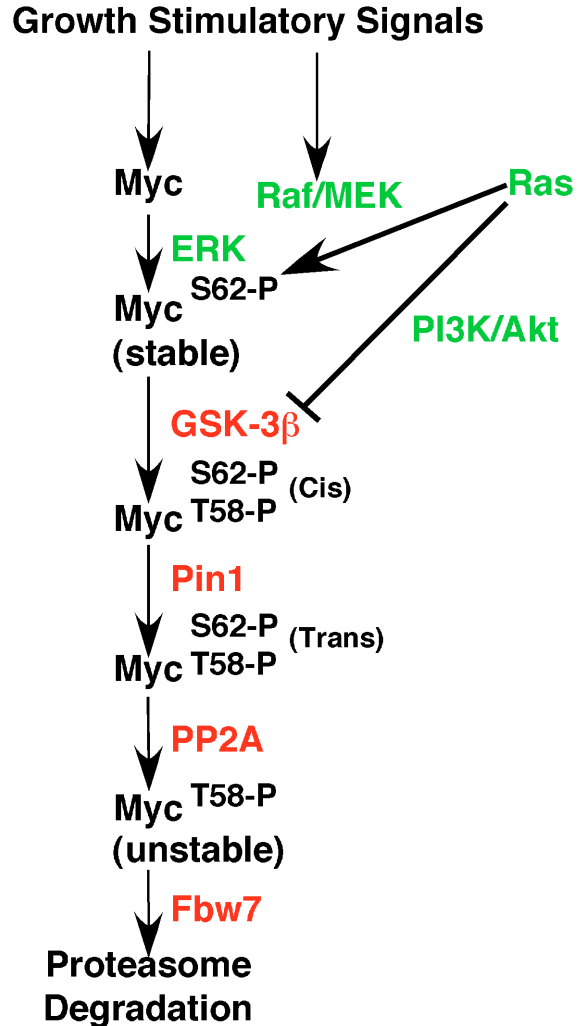 Growth Stimulatory Signals
Myc
Raf/MEK
Ras
ERK
Myc S62-P
(stable)
PI3K/Akt
GSK-3β
S62-P
(Cis)
Myc T58-P
Pin1
S62-P
(Trans)
Myc T58-P
PP2A
Myc T58-P
(unstable)
Fbw7
Proteasome
Degradation